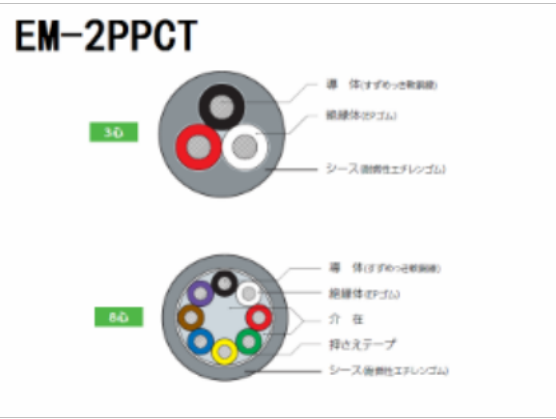 EM-2PPCT
導 体(すずめっき軟銅線)
絶縁体(EPゴム)
3心
シース(耐燃性エチレンゴム)
導 体(すずめっき軟銅線)
絶縁体(EPゴム)
8心
介 在
押さえテープ
シース(耐燃性エチレンゴム)